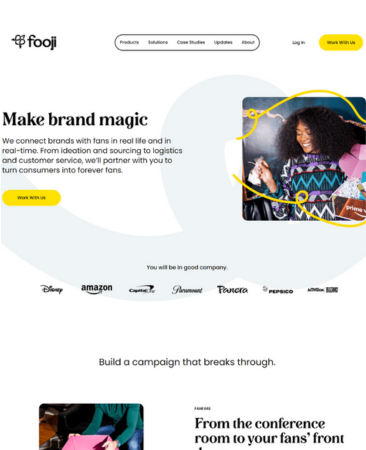 fooji
Products Solutions Case Studies Updates About
Log In
Work With Us
Make brand magic
We connect brands with fans in real life and in
real-time. From ideation and sourcing to logistics
and customer service, we'll partner with you to
turn consumers into forever fans.
Work With Us
prime
You will be in good company.
Disney amazon Capital One Paramount Panera PEPSICO ACTIVISION BLIZZARD
Build a campaign that breaks through.
From the conference
room to your fans' front